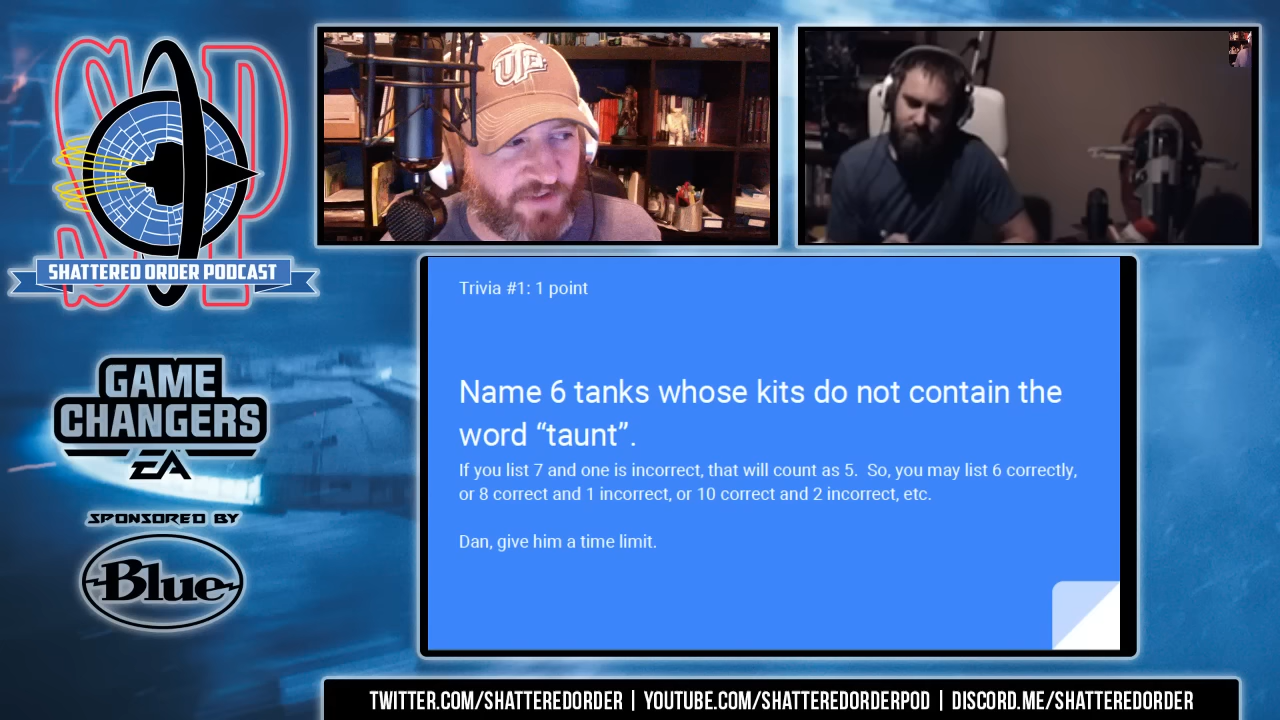 SOP
SHATTERED ORDER PODCAST
UTA
GAME
CHANGERS
EA
SPONSORED BY
Blue
Trivia #1: 1 point
Name 6 tanks whose kits do not contain the
word “taunt”.
If you list 7 and one is incorrect, that will count as 5.  So, you may list 6 correctly,
or 8 correct and 1 incorrect, or 10 correct and 2 incorrect, etc.
Dan, give him a time limit.
TWITTER.COM/SHATTEREDORDER | YOUTUBE.COM/SHATTEREDORDERPOD | DISCORD.ME/SHATTEREDORDER